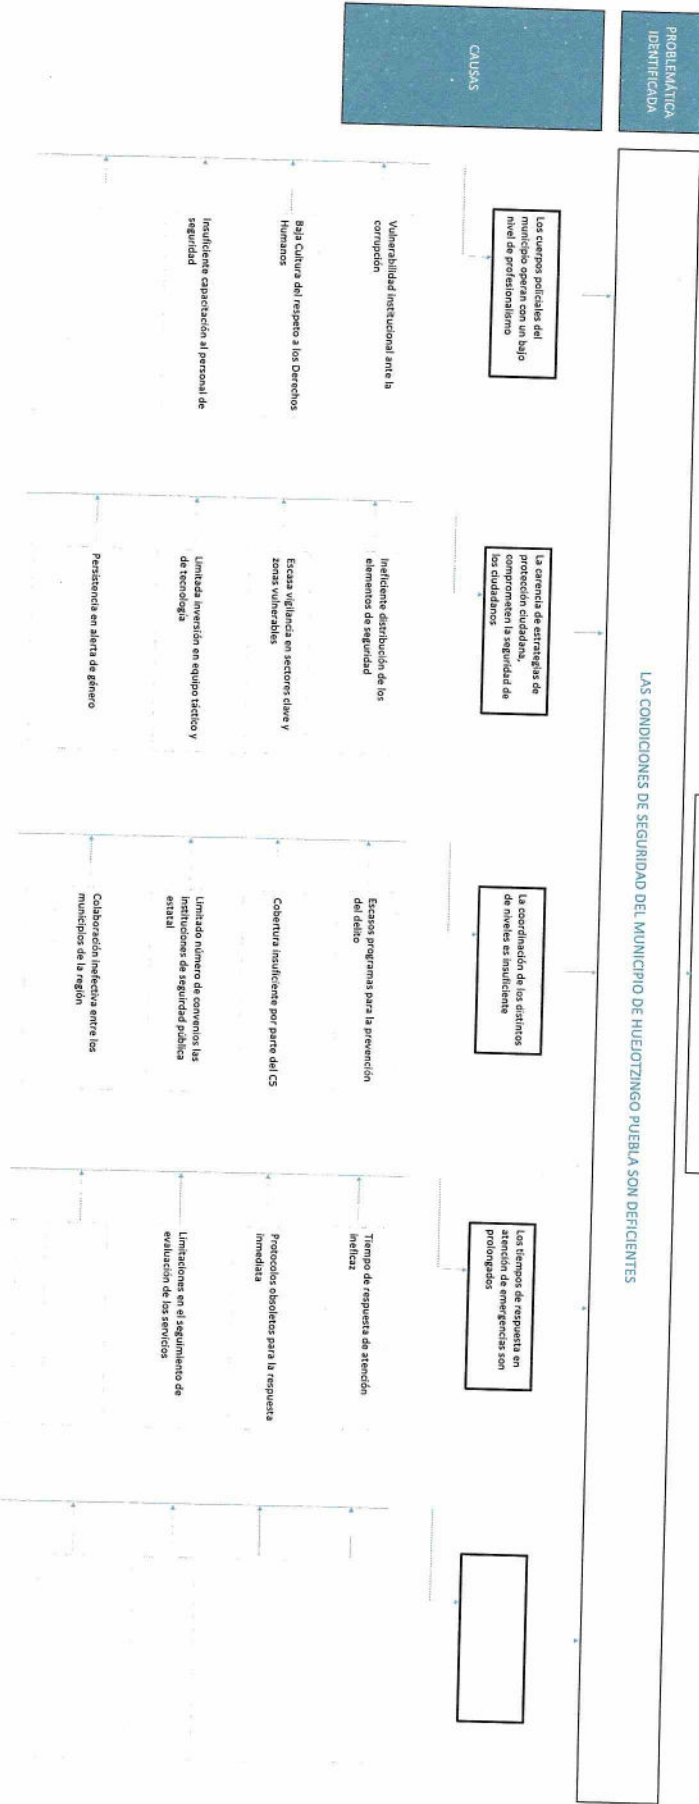 PROBLEMÁTICA
IDENTIFICADA
LAS CONDICIONES DE SEGURIDAD DEL MUNICIPIO DE HUEJOTZINGO PUEBLA SON DEFICIENTES
CAUSAS
Los cuerpos policiales del
municipio operan con un bajo
nivel de profesionalismo
Vulnerabilidad institucional ante la
corrupción
Baja Cultura del respeto a los Derechos
Humanos
Insuficiente capacitación al personal de
seguridad
La carencia de estrategias de
protección ciudadana,
comprometen la seguridad de
los ciudadanos
Ineficiente distribución de los
elementos de seguridad
Escasa vigilancia en sectores clave y
zonas vulnerables
Limitada inversión en equipo táctico y
de tecnología
Persistencia en alerta de género
La coordinación de los distintos
de niveles es insuficiente
Escasos programas para la prevención
del delito
Cobertura insuficiente por parte del C5
Limitado número de convenios las
instituciones de seguirdad pública
estatal
Colaboración inefectiva entre los
municipios de la región
Los tiempos de respuesta en
atención de emergencias son
prolongados
Tiempo de respuesta de atención
ineficaz
Protocolos obsoletos para la respuesta
inmediata
Limitaciones en el seguimiento de
evaluación de los servicios